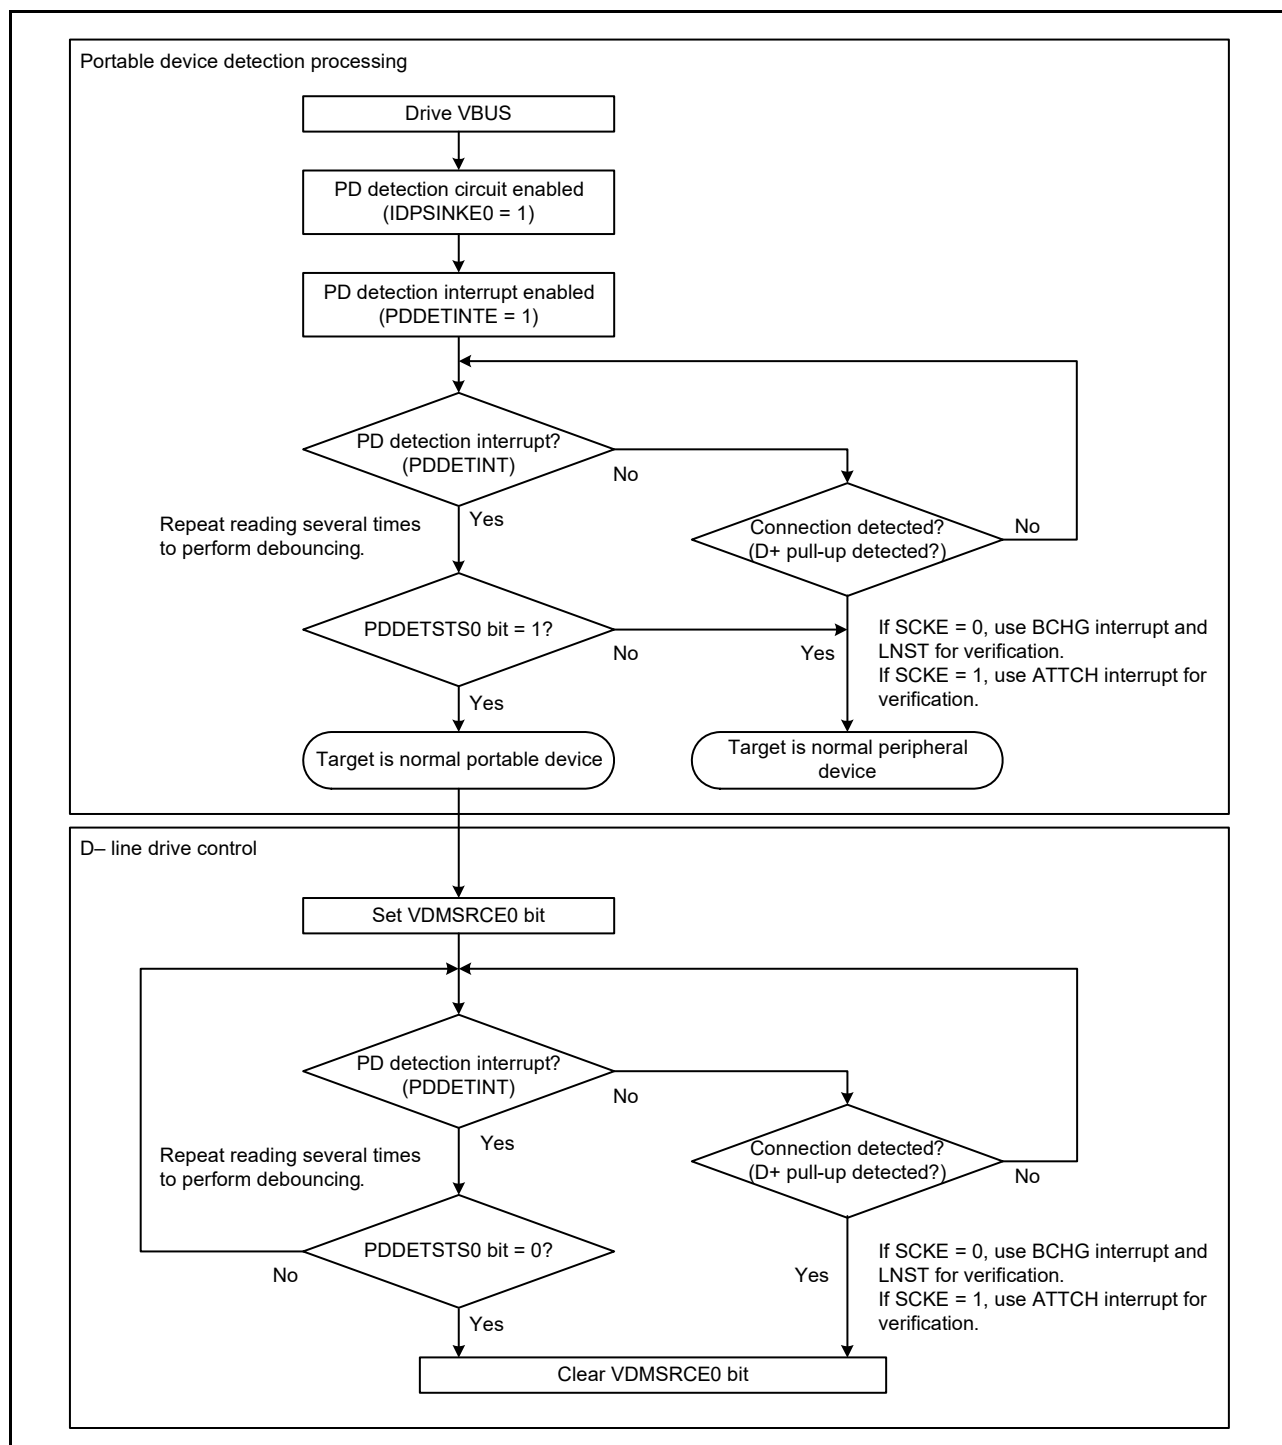 Portable device detection processing
Drive VBUS
PD detection circuit enabled
(IDPSINKE0 = 1)
PD detection interrupt enabled
(PDDETINTE = 1)
PD detection interrupt?
(PDDETINT)
No
Yes
Repeat reading several times
to perform debouncing.
Connection detected?
(D+ pull-up detected?)
No
PDDETSTS0 bit = 1?
No
Yes
If SCKE = 0, use BCHG interrupt and
LNST for verification.
If SCKE = 1, use ATTCH interrupt for
verification.
Yes
Target is normal portable device
Target is normal peripheral
device
D– line drive control
Set VDMSRCE0 bit
PD detection interrupt?
(PDDETINT)
No
Yes
Repeat reading several times
to perform debouncing.
Connection detected?
(D+ pull-up detected?)
No
PDDETSTS0 bit = 0?
No
Yes
If SCKE = 0, use BCHG interrupt and
LNST for verification.
If SCKE = 1, use ATTCH interrupt for
verification.
Yes
Clear VDMSRCE0 bit